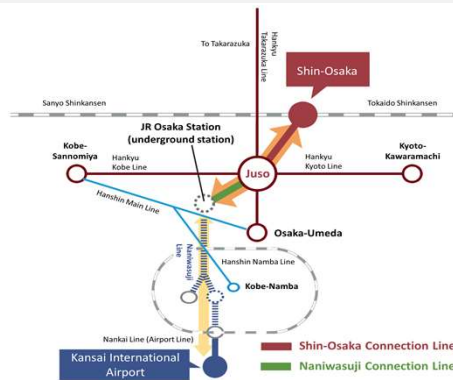 To Takarazuka
Hankyu
Takarazuka Line
Shin-Osaka
Sanyo Shinkansen
Tokaido Shinkansen
JR Osaka Station
(underground station)
Kobe-
Sannomiya
Hankyu
Kobe Line
Juso
Hankyu
Kyoto Line
Kyoto-
Kawaramachi
Hanshin Main Line
Osaka-Umeda
Naniwasuji
Line
Hanshin Namba Line
Kobe-Namba
Nankai Line (Airport Line)
Kansai International
Airport
Shin-Osaka Connection Line
Naniwasuji Connection Line